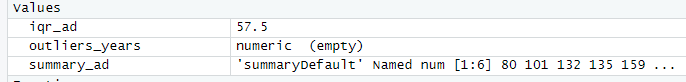 Values
iqr_ad 57.5
outliers_years numeric (empty)
summary_ad 'summaryDefault' Named num [1:6] 80 101 132 135 159 ...